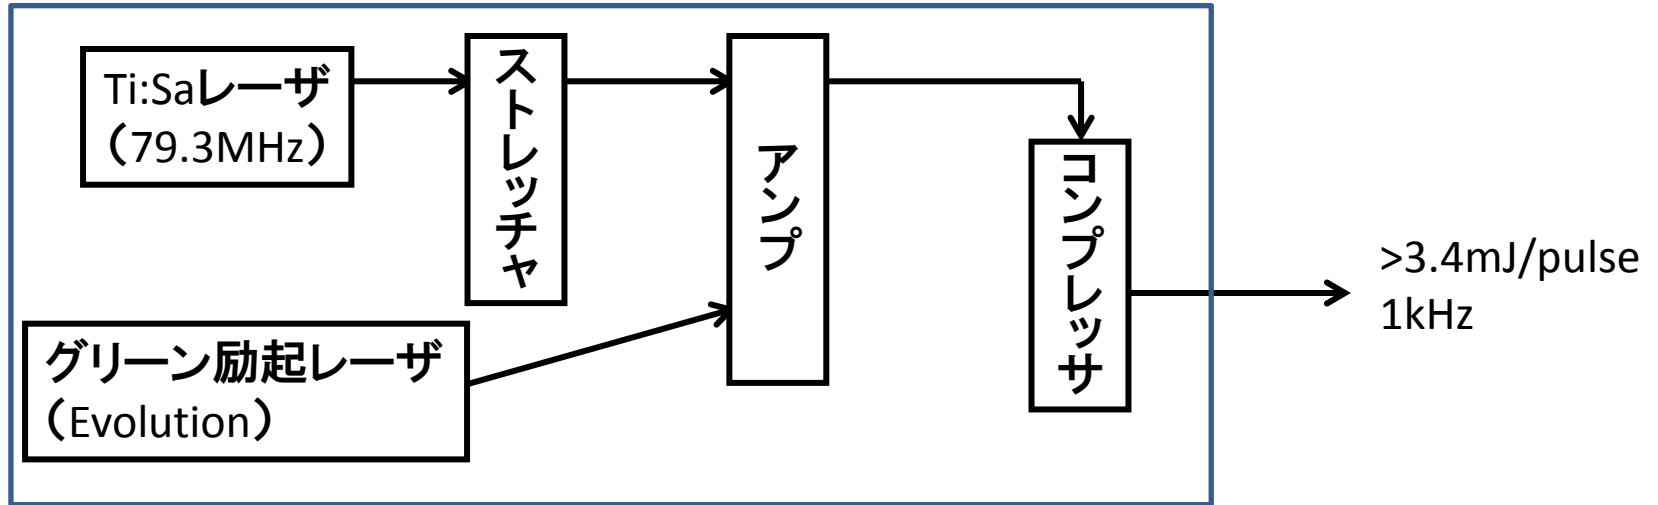 Ti:Saレーザ
（79.3MHz）
ストレッチャ
アンプ
コンプレッサ
グリーン励起レーザ
（Evolution）
>3.4mJ/pulse
1kHz